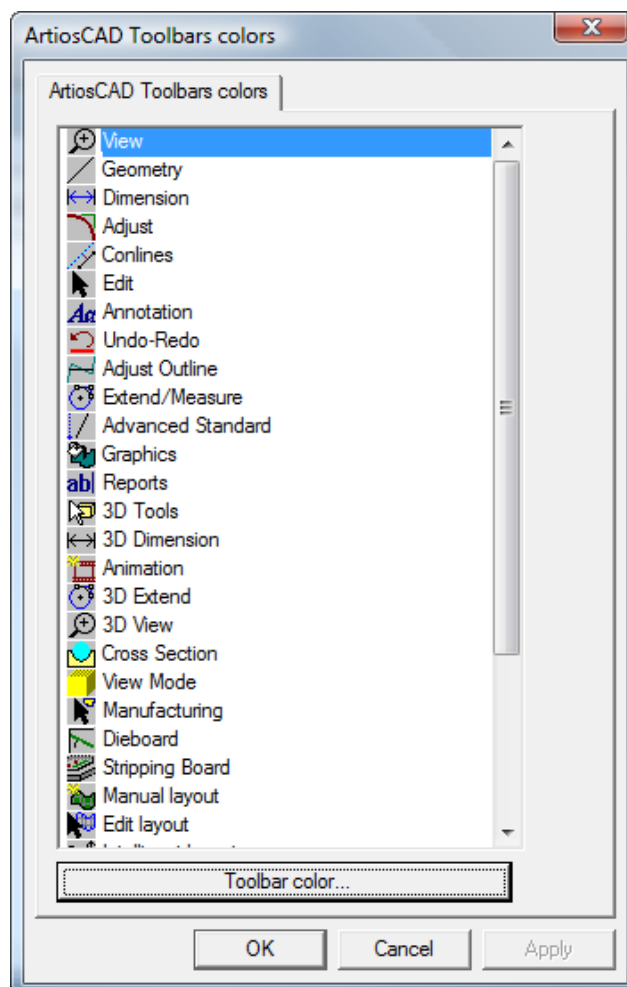 ArtiosCAD Toolbars colors
ArtiosCAD Toolbars colors
View
Geometry
Dimension
Adjust
Conlines
Edit
Aa Annotation
Undo-Redo
Adjust Outline
Extend/Measure
Advanced Standard
Graphics
ab| Reports
3D Tools
3D Dimension
Animation
3D Extend
3D View
Cross Section
View Mode
Manufacturing
Dieboard
Stripping Board
Manual layout
Edit layout
Toolbar color...
OK Cancel Apply